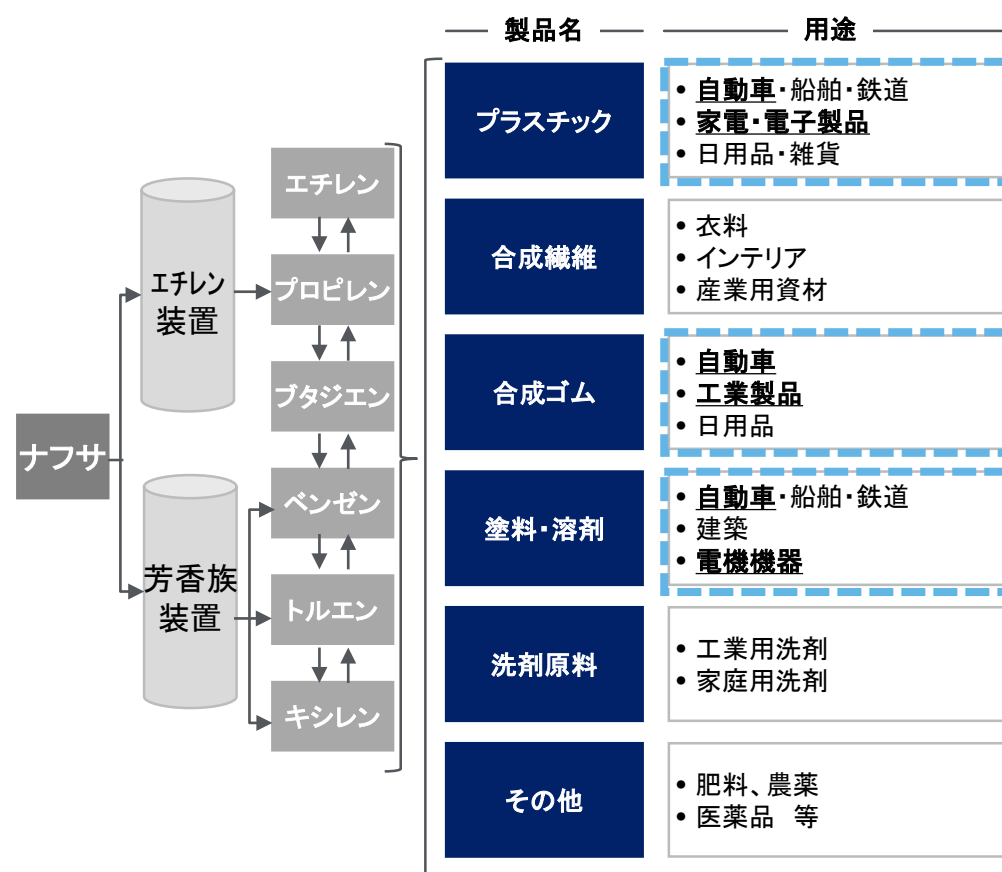 製品名
用途
ナフサ
エチレン
装置
芳香族
装置
エチレン
プロピレン
ブタジエン
ベンゼン
トルエン
キシレン
プラスチック
• 自動車・船舶・鉄道
• 家電・電子製品
• 日用品・雑貨
合成繊維
• 衣料
• インテリア
• 産業用資材
合成ゴム
• 自動車
• 工業製品
• 日用品
塗料・溶剤
• 自動車・船舶・鉄道
• 建築
• 電機機器
洗剤原料
• 工業用洗剤
• 家庭用洗剤
その他
• 肥料、農薬
• 医薬品　等